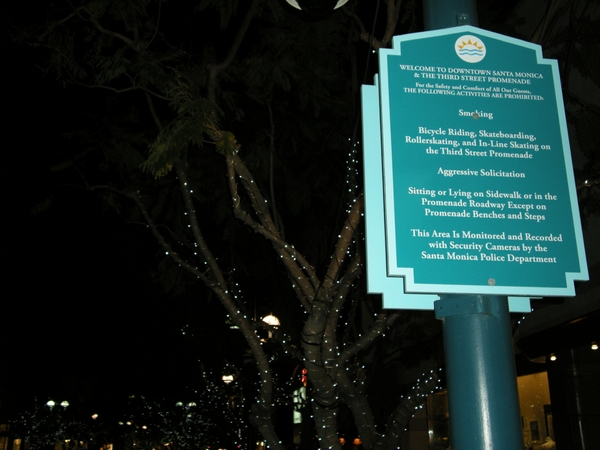 WELCOME TO DOWNTOWN SANTA MONICA
& THE THIRD STREET PROMENADE
For the Safety and Comfort of All Our Guests,
THE FOLLOWING ACTIVITIES ARE PROHIBITED:
Smoking
Bicycle Riding, Skateboarding,
Rollerskating, and In-Line Skating on
the Third Street Promenade
Aggressive Solicitation
Sitting or Lying on Sidewalk or in the
Promenade Roadway Except on
Promenade Benches and Steps
This Area Is Monitored and Recorded
with Security Cameras by the
Santa Monica Police Department